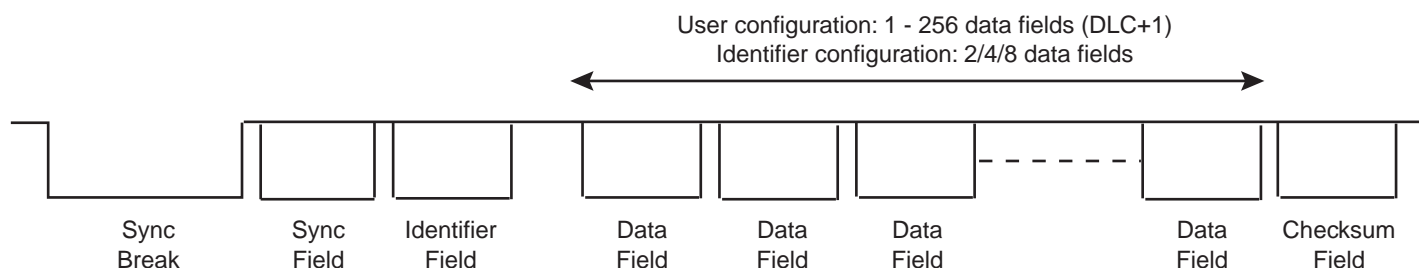 User configuration: 1 - 256 data fields (DLC+1)
Identifier configuration: 2/4/8 data fields
Sync
Break
Sync
Field
Identifier
Field
Data
Field
Data
Field
Data
Field
Data
Field
Checksum
Field